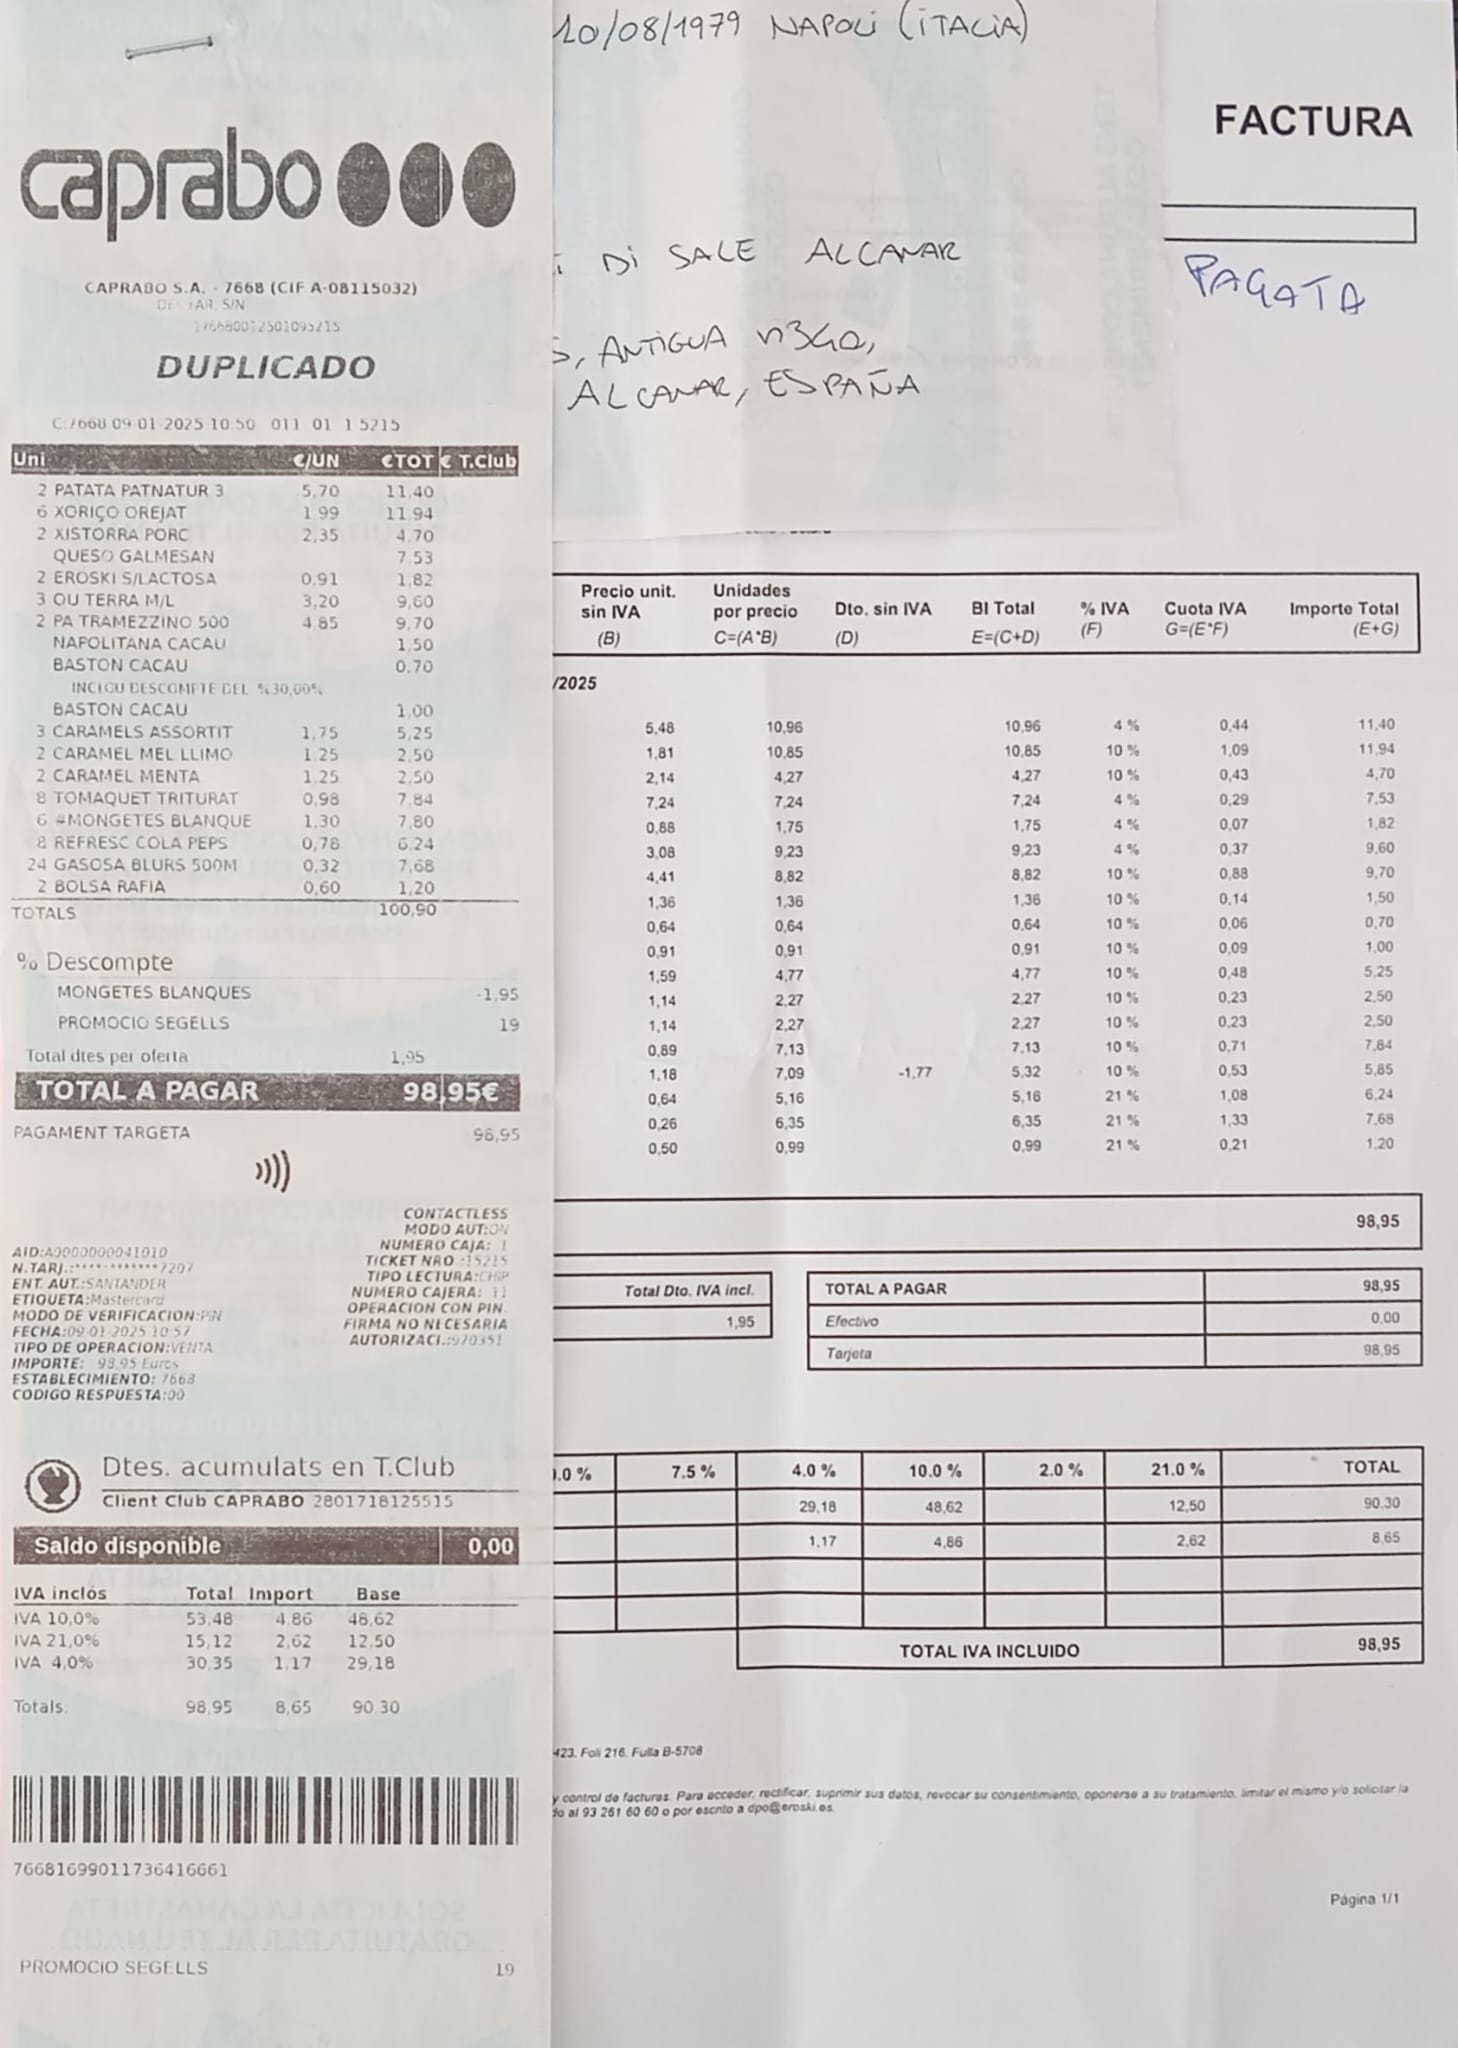 caprabo
CAPRABO S.A. - 7668 (CIF A-08115032)
S/N
176680012501095215
DUPLICADO
C:7668 09-01-2025 10:50 011 01 1 5215
Uni €/UN €TOT € T.Club
2 PATATA PATNATUR 3 5,70 11,40
6 XORIÇO OREJAT 1,99 11,94
2 XISTORRA PORC 2,35 4,70
QUESO GALMESAN 7,53
2 EROSKI S/LACTOSA 0,91 1,82
3 OU TERRA M/L 3,20 9,60
2 PA TRAMEZZINO 500 4,85 9,70
NAPOLITANA CACAU 1,50
BASTON CACAU 0,70
INCLOU DESCOMPTE DEL %30,00%
BASTON CACAU 1,00
3 CARAMELS ASSORTIT 1,75 5,25
2 CARAMEL MEL LLIMO 1,25 2,50
2 CARAMEL MENTA 1,25 2,50
8 TOMAQUET TRITURAT 0,98 7,84
6 #MONGETES BLANQUE 1,30 7,80
8 REFRESC COLA PEPS 0,78 6,24
24 GASOSA BLURS 500M 0,32 7,68
2 BOLSA RAFIA 0,60 1,20
TOTALS 100,90
% Descompte
MONGETES BLANQUES -1,95
PROMOCIO SEGELLS 19
Total dtes per oferta 1,95
TOTAL A PAGAR 98,95€
PAGAMENT TARGETA 98,95
CONTACTLESS
MODO AUT:ON
NUMERO CAJA: 1
TICKET NRO.:15215
TIPO LECTURA:CHIP
NUMERO CAJERA: 11
OPERACION CON PIN.
FIRMA NO NECESARIA
AUTORIZACI.:970351
AID:A0000000041010
N.TARJ.:************7207
ENT. AUT.:SANTANDER
ETIQUETA:Mastercard
MODO DE VERIFICACION:PIN
FECHA:09-01-2025 10:57
TIPO DE OPERACION:VENTA
IMPORTE: 98,95 Euros
ESTABLECIMIENTO: 7668
CODIGO RESPUESTA:00
Dtes. acumulats en T.Club
Client Club CAPRABO 2801718125515
Saldo disponible 0,00
IVA inclós Total Import Base
IVA 10,0% 53,48 4,86 48,62
IVA 21,0% 15,12 2,62 12,50
IVA 4,0% 30,35 1,17 29,18
Totals: 98,95 8,65 90,30
76681699011736416661
PROMOCIO SEGELLS 19
10/08/1979 NAPOLI (ITALIA)
FACTURA
DI SALE ALCANAR
PAGATA
S, ANTIGUA n340,
ALCANAR, ESPAÑA
Precio unit. sin IVA (B) Unidades por precio C=(A*B) Dto. sin IVA (D) BI Total E=(C+D) % IVA (F) Cuota IVA G=(E*F) Importe Total (E+G)
/2025
5,48 10,96 10,96 4 % 0,44 11,40
1,81 10,85 10,85 10 % 1,09 11,94
2,14 4,27 4,27 10 % 0,43 4,70
7,24 7,24 7,24 4 % 0,29 7,53
0,88 1,75 1,75 4 % 0,07 1,82
3,08 9,23 9,23 4 % 0,37 9,60
4,41 8,82 8,82 10 % 0,88 9,70
1,36 1,36 1,36 10 % 0,14 1,50
0,64 0,64 0,64 10 % 0,06 0,70
0,91 0,91 0,91 10 % 0,09 1,00
1,59 4,77 4,77 10 % 0,48 5,25
1,14 2,27 2,27 10 % 0,23 2,50
1,14 2,27 2,27 10 % 0,23 2,50
0,89 7,13 7,13 10 % 0,71 7,84
1,18 7,09 -1,77 5,32 10 % 0,53 5,85
0,64 5,16 5,16 21 % 1,08 6,24
0,26 6,35 6,35 21 % 1,33 7,68
0,50 0,99 0,99 21 % 0,21 1,20
98,95
Total Dto. IVA incl.
1,95
TOTAL A PAGAR 98,95
Efectivo 0,00
Tarjeta 98,95
.0 % 7.5 % 4.0 % 10.0 % 2.0 % 21.0 % TOTAL
29,18 48,62 12,50 90,30
1,17 4,86 2,62 8,65
TOTAL IVA INCLUIDO 98,95
423. Foli 216. Fulla B-5708
y control de facturas. Para acceder, rectificar, suprimir sus datos, revocar su consentimiento, oponerse a su tratamiento, limitar el mismo y/o solicitar la
do al 93 261 60 60 o por escrito a dpo@eroski.es.
Página 1/1